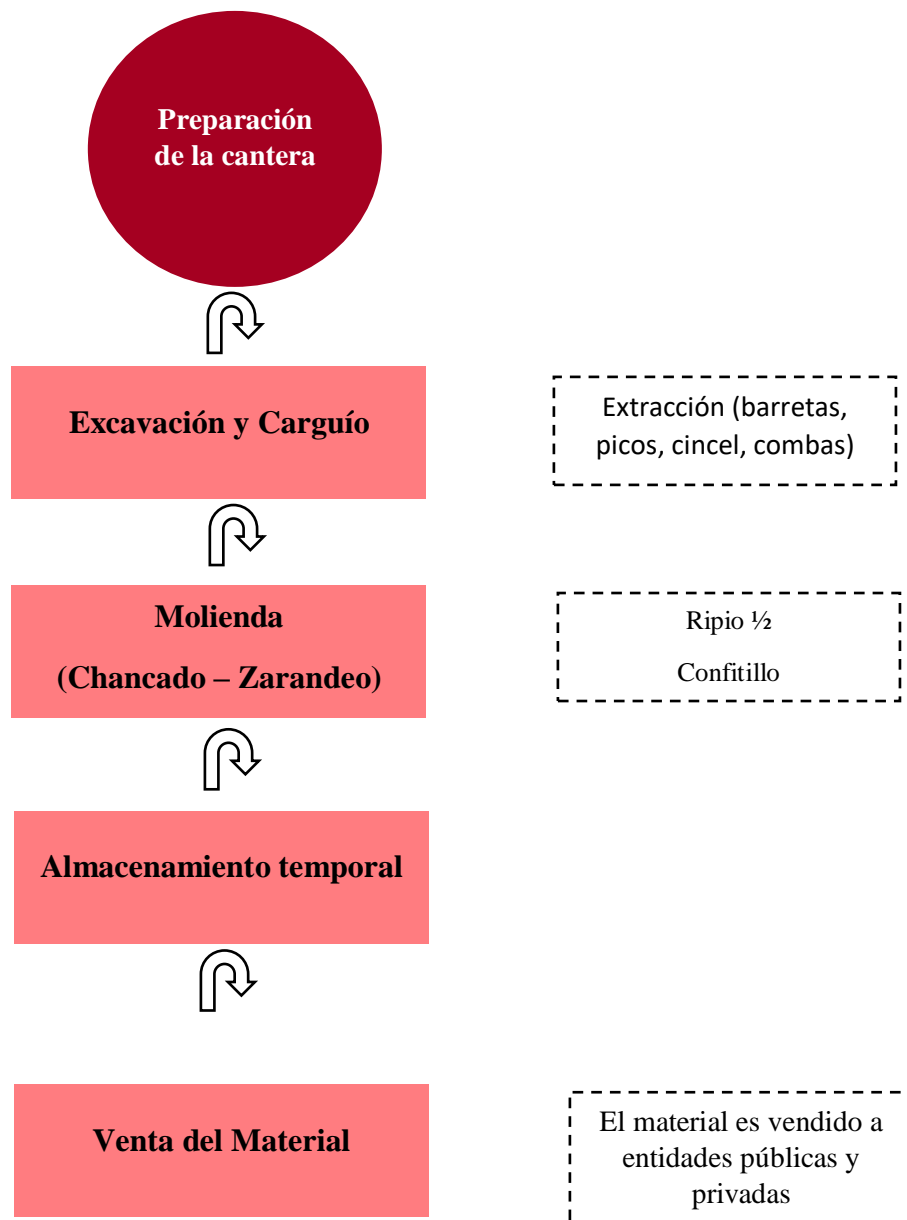 Preparación
de la cantera
Excavación y Carguío
Extracción (barretas,
picos, cincel, combas)
Molienda
(Chancado – Zarandeo)
Ripio ½
Confitillo
Almacenamiento temporal
Venta del Material
El material es vendido a
entidades públicas y
privadas